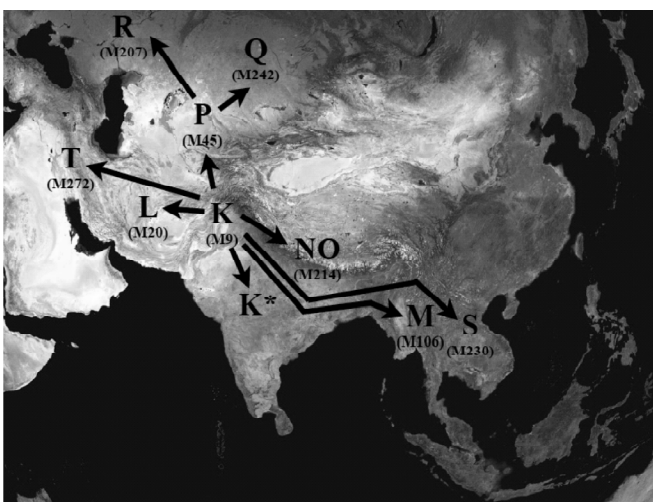 R
(M207)
Q
(M242)
P
(M45)
T
(M272)
L
(M20)
K
(M9)
NO
(M214)
K*
M
(M106)
S
(M230)